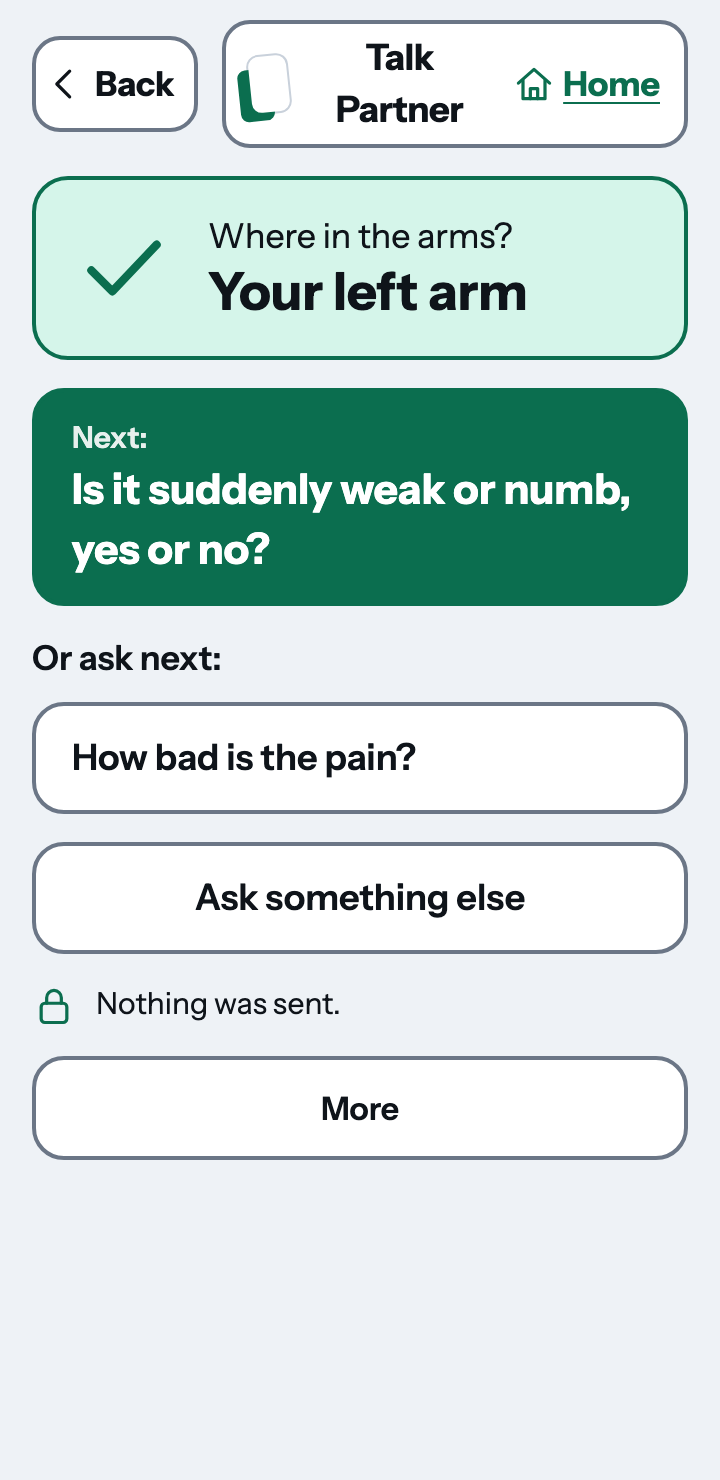 Back
Talk
Partner
Home
Where in the arms?
Your left arm
Next:
Is it suddenly weak or numb,
yes or no?
Or ask next:
How bad is the pain?
Ask something else
Nothing was sent.
More